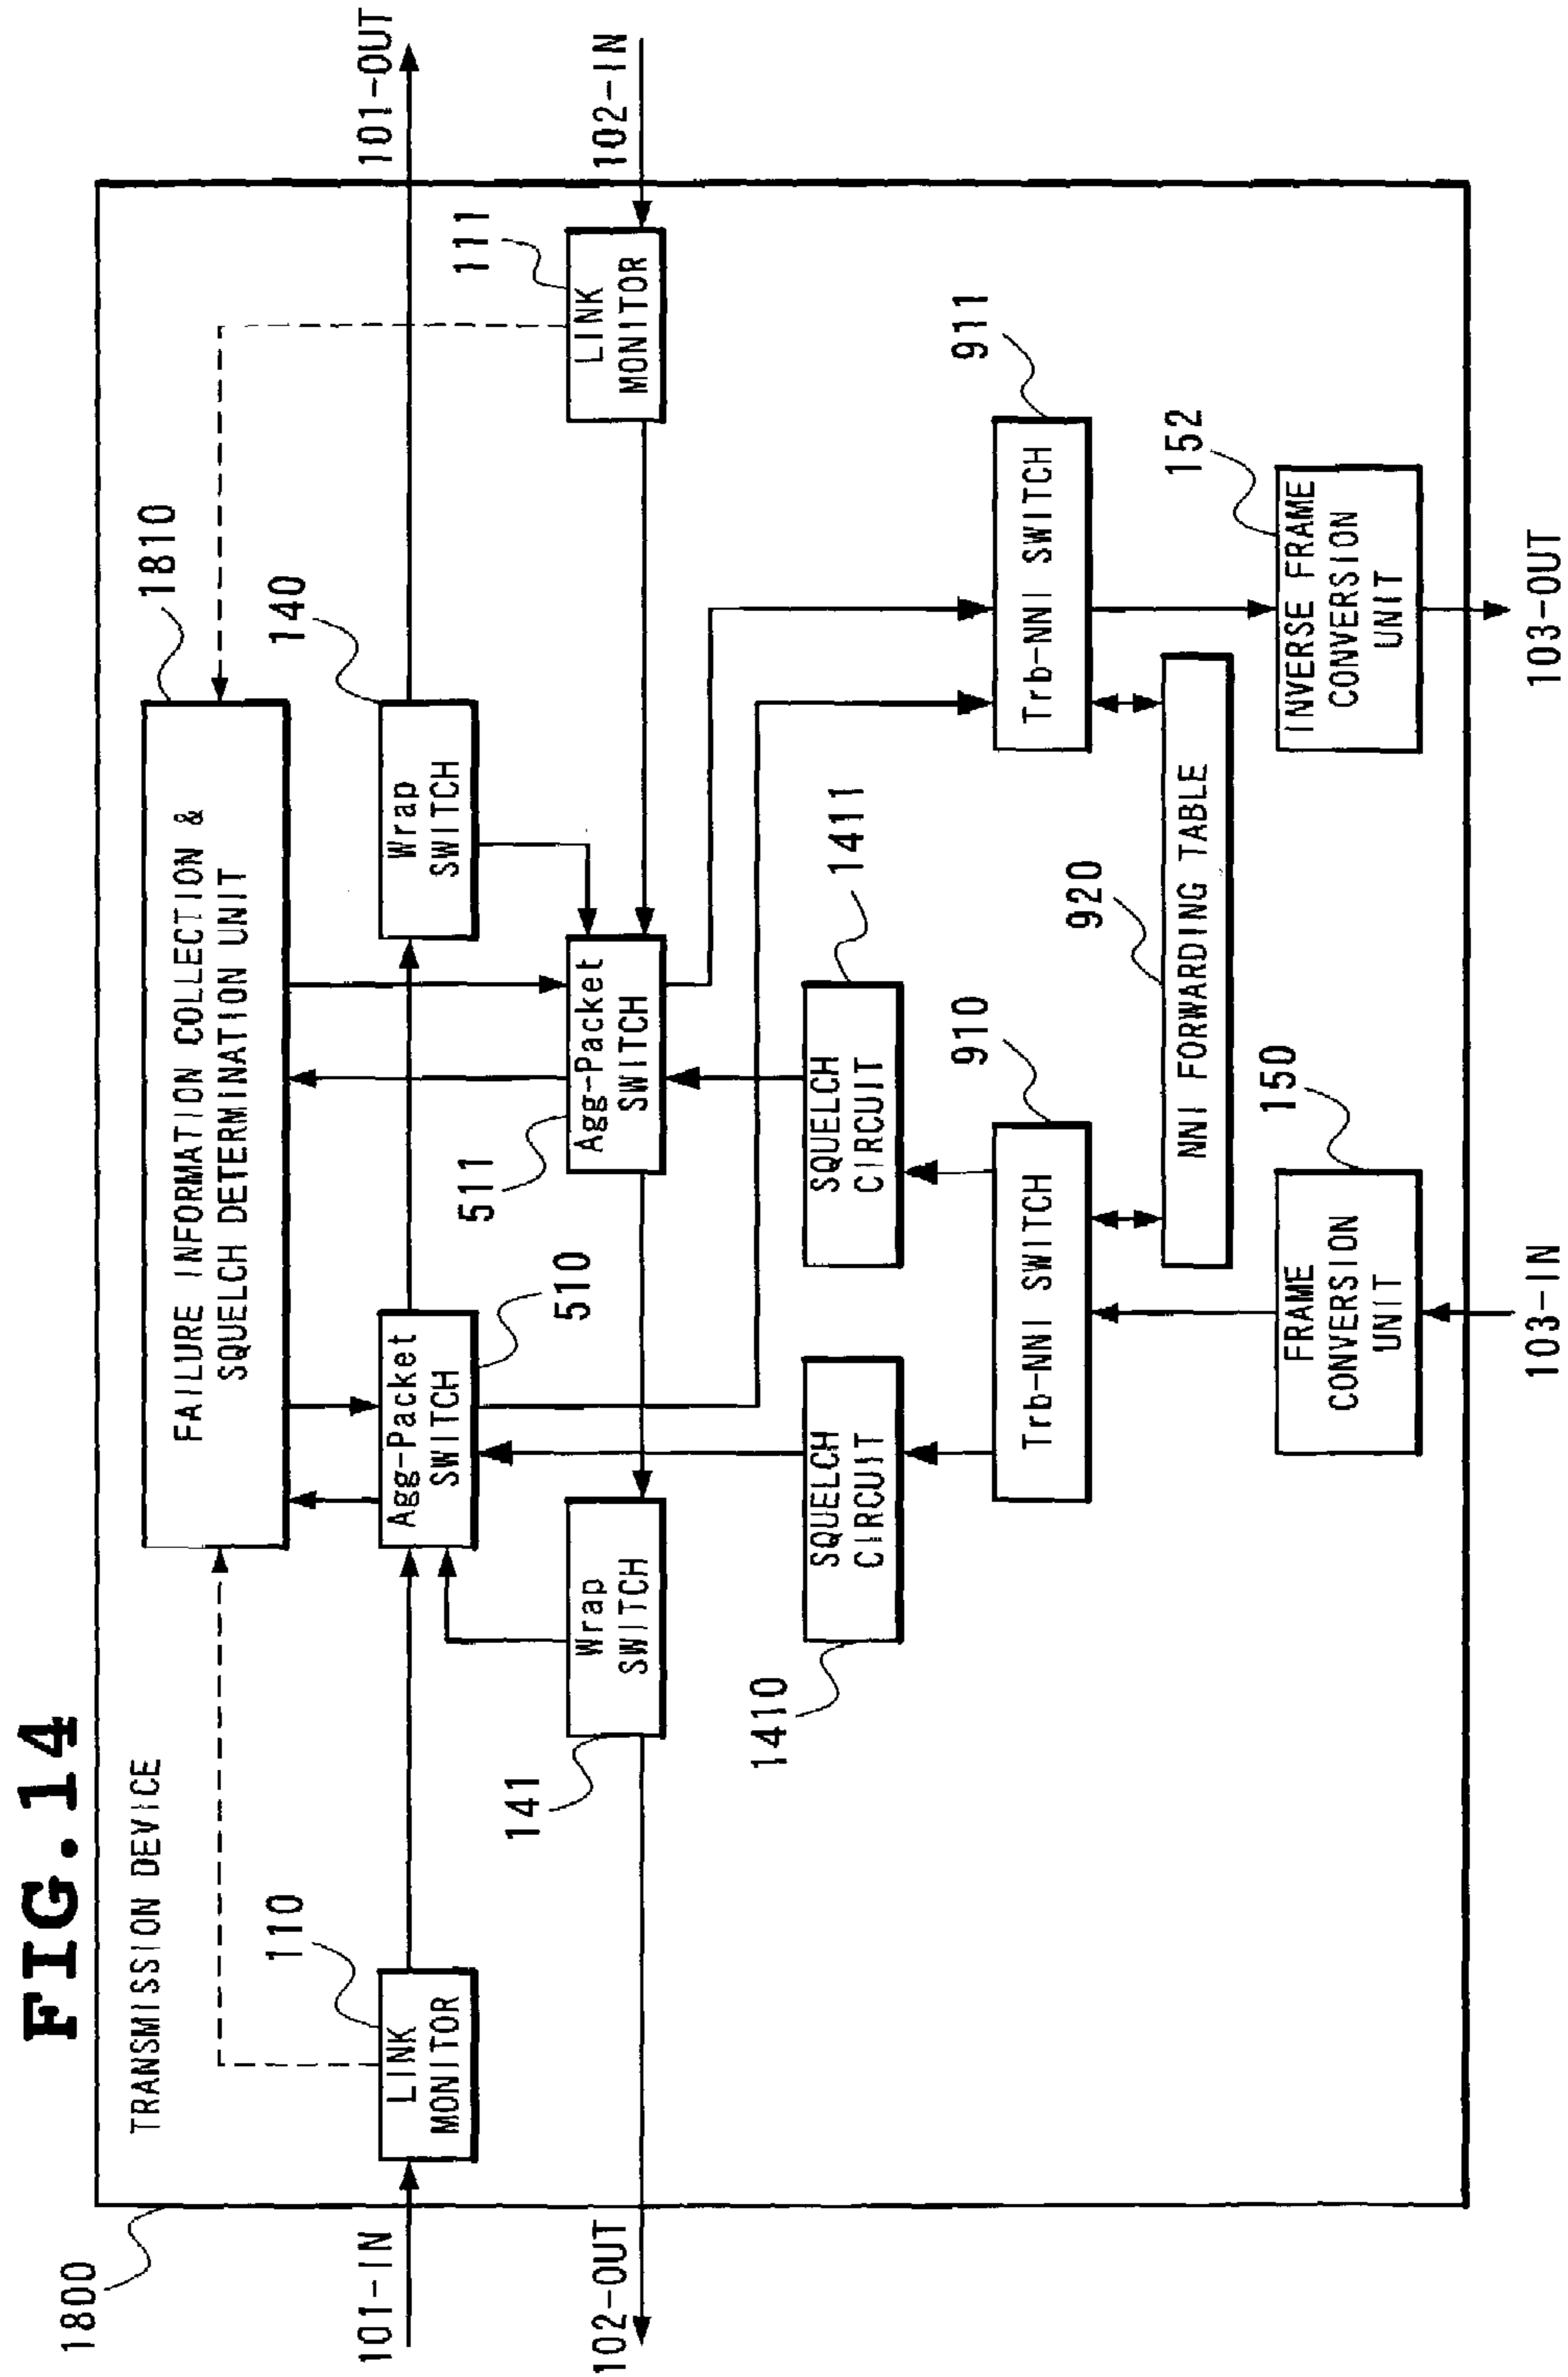 FIG.14
1800
TRANSMISSION DEVICE
1810
FAILURE INFORMATION COLLECTION &
SQUELCH DETERMINATION UNIT
101-IN
110
LINK
MONITOR
Agg-Packet
SWITCH
510
140
Wrap
SWITCH
101-OUT
102-OUT
141
Wrap
SWITCH
511
Agg-Packet
SWITCH
111
LINK
MONITOR
102-IN
1410
SQUELCH
CIRCUIT
SQUELCH
CIRCUIT
1411
910
Trb-NNI SWITCH
911
Trb-NNI SWITCH
920
NNI FORWARDING TABLE
150
FRAME
CONVERSION
UNIT
152
INVERSE FRAME
CONVERSION
UNIT
103-IN
103-OUT